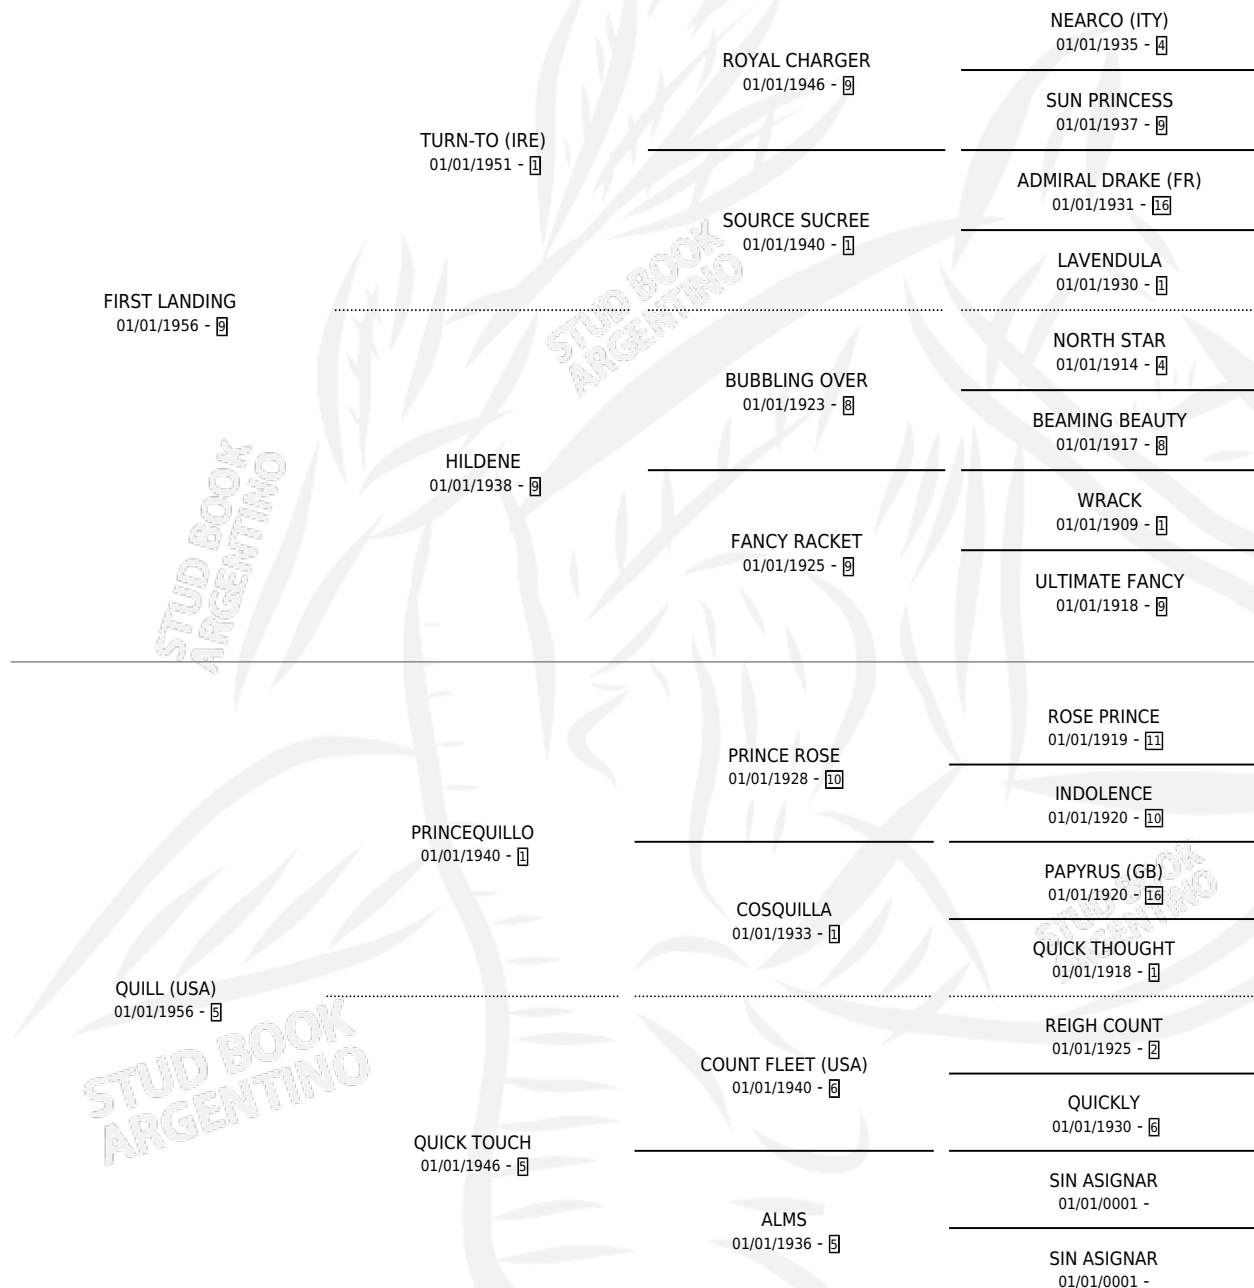 NEARCO (ITY)
01/01/1935 - 4
ROYAL CHARGER
01/01/1946 - 9
SUN PRINCESS
01/01/1937 - 9
TURN-TO (IRE)
01/01/1951 - 1
ADMIRAL DRAKE (FR)
01/01/1931 - 16
SOURCE SUCREE
01/01/1940 - 1
LAVENDULA
01/01/1930 - 1
FIRST LANDING
01/01/1956 - 9
STUD BOOK
ARGENTINO
NORTH STAR
01/01/1914 - 4
BUBBLING OVER
01/01/1923 - 8
BEAMING BEAUTY
01/01/1917 - 8
HILDENE
01/01/1938 - 9
WRACK
01/01/1909 - 1
FANCY RACKET
01/01/1925 - 9
ULTIMATE FANCY
01/01/1918 - 9
STUD BOOK
ARGENTINO
ROSE PRINCE
01/01/1919 - 11
PRINCE ROSE
01/01/1928 - 10
INDOLENCE
01/01/1920 - 10
PRINCEQUILLO
01/01/1940 - 1
PAPYRUS (GB)
01/01/1920 - 16
COSQUILLA
01/01/1933 - 1
QUICK THOUGHT
01/01/1918 - 1
STUD BOOK
ARGENTINO
QUILL (USA)
01/01/1956 - 5
REIGH COUNT
01/01/1925 - 2
COUNT FLEET (USA)
01/01/1940 - 6
QUICKLY
01/01/1930 - 6
STUD BOOK
ARGENTINO
QUICK TOUCH
01/01/1946 - 5
SIN ASIGNAR
01/01/0001 -
ALMS
01/01/1936 - 5
SIN ASIGNAR
01/01/0001 -